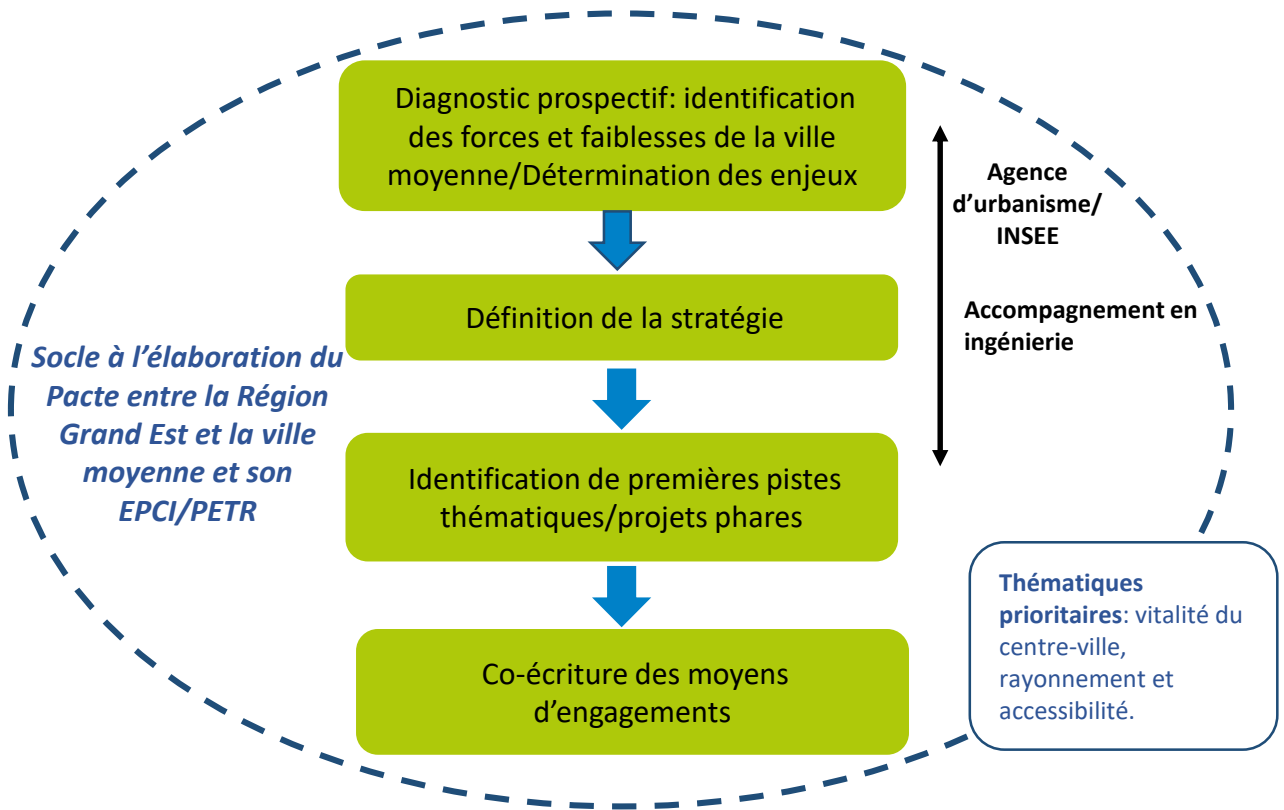 Diagnostic prospectif: identification
des forces et faiblesses de la ville
moyenne/Détermination des enjeux
Agence
d'urbanisme/
INSEE
Définition de la stratégie
Accompagnement en
ingénierie
Socle à l'élaboration du
Pacte entre la Région
Grand Est et la ville
moyenne et son
EPCI/PETR
Identification de premières pistes
thématiques/projets phares
Thématiques
prioritaires: vitalité du
centre-ville,
rayonnement et
accessibilité.
Co-écriture des moyens
d'engagements